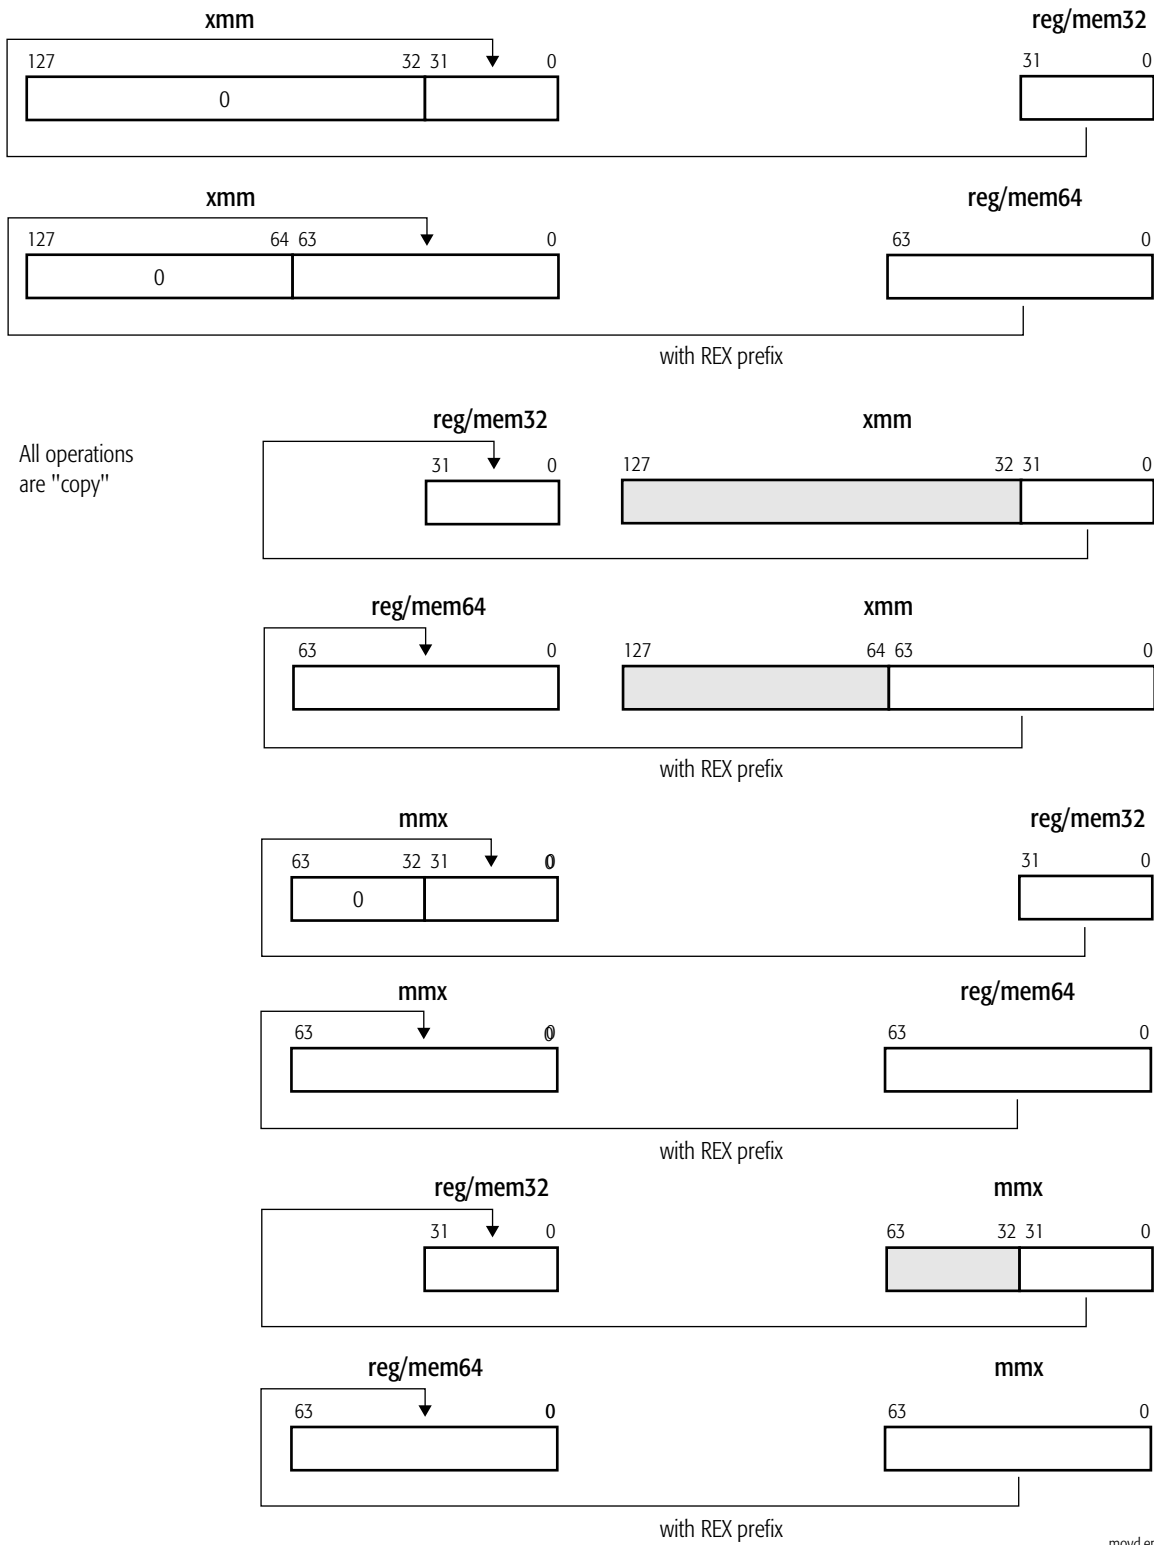 xmm reg/mem32
127 32 31 0 31 0
0
xmm reg/mem64
127 64 63 0 63 0
0
with REX prefix
All operations
are "copy"
reg/mem32 xmm
31 0 127 32 31 0
reg/mem64 xmm
63 0 127 64 63 0
with REX prefix
mmx reg/mem32
63 32 31 0 31 0
0
mmx reg/mem64
63 0 63 0
with REX prefix
reg/mem32 mmx
31 0 63 32 31 0
reg/mem64 mmx
63 0 63 0
with REX prefix